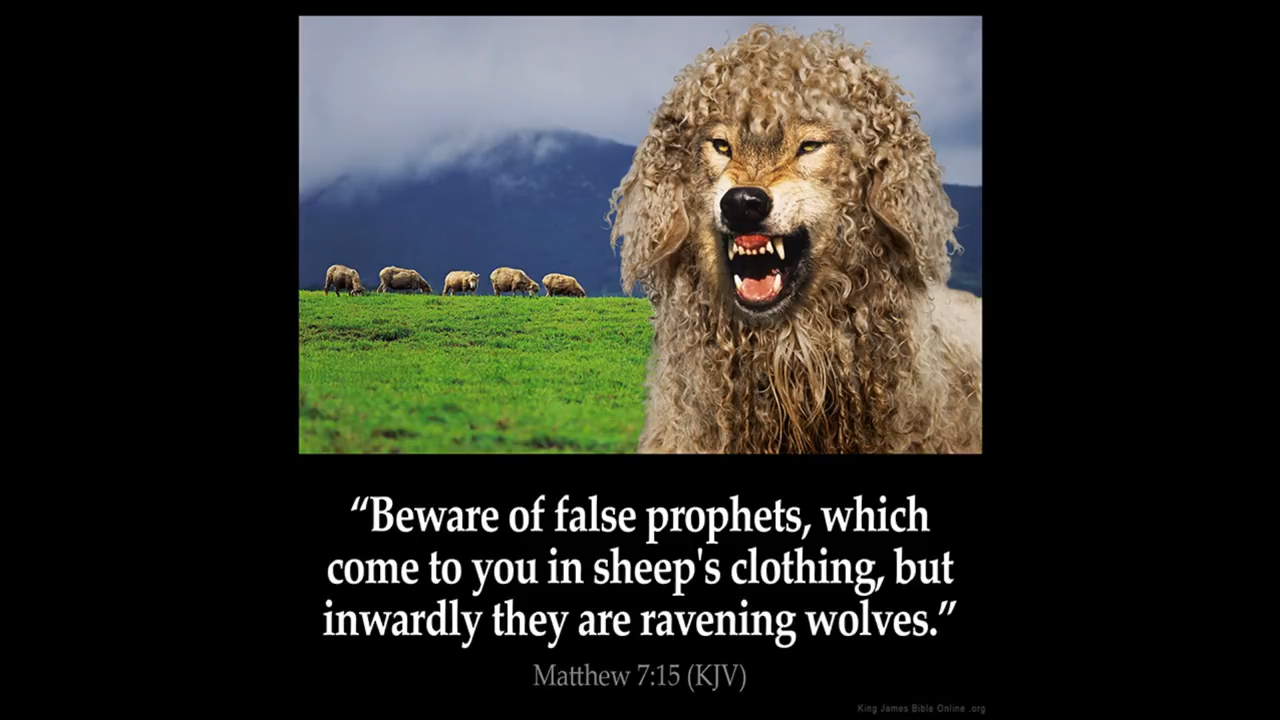 “Beware of false prophets, which
come to you in sheep's clothing, but
inwardly they are ravening wolves.”
Matthew 7:15 (KJV)
King James Bible Online .org